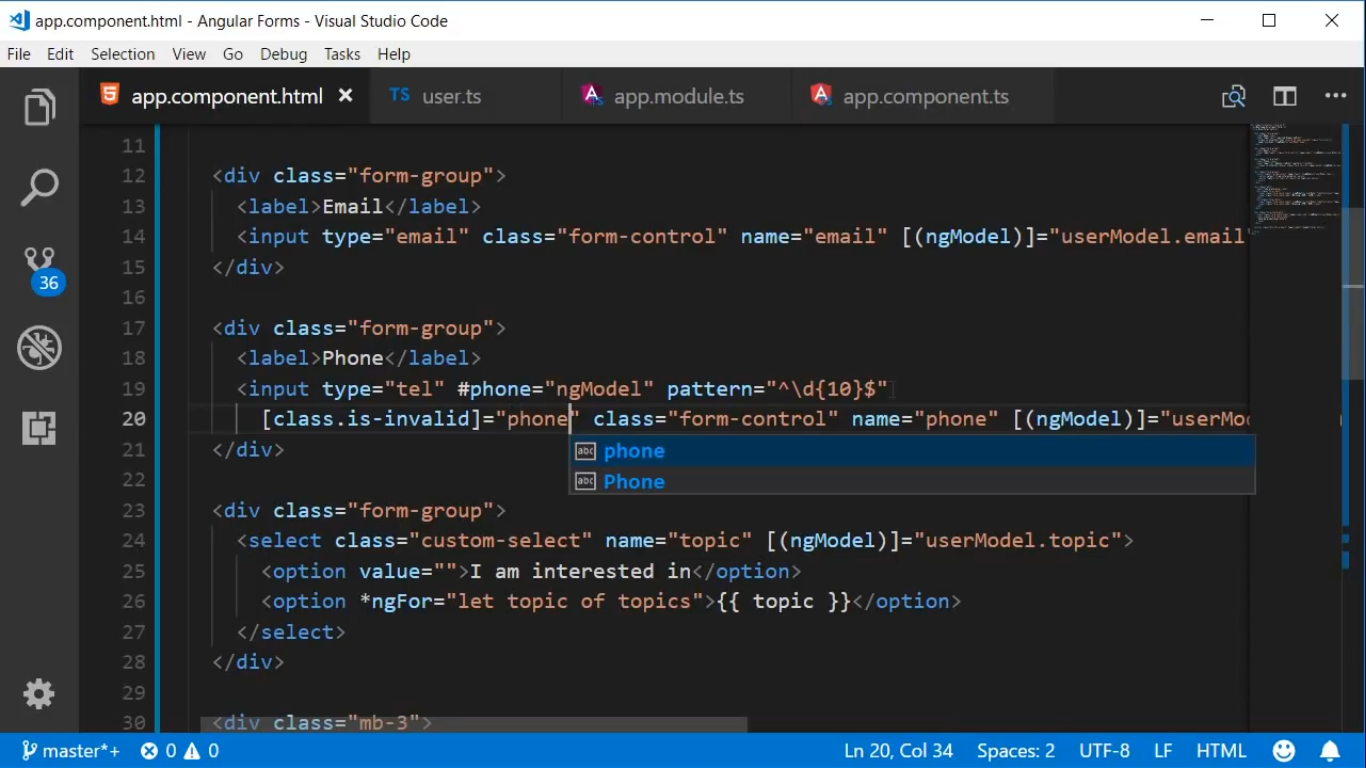 app.component.html - Angular Forms - Visual Studio Code
File Edit Selection View Go Debug Tasks Help
app.component.html TS user.ts app.module.ts app.component.ts
11
12 <div class="form-group">
13 <label>Email</label>
14 <input type="email" class="form-control" name="email" [(ngModel)]="userModel.email"
15 </div>
16
17 <div class="form-group">
18 <label>Phone</label>
19 <input type="tel" #phone="ngModel" pattern="^\d{10}$"
20 [class.is-invalid]="phone" class="form-control" name="phone" [(ngModel)]="userMo
phone
Phone
21 </div>
22
23 <div class="form-group">
24 <select class="custom-select" name="topic" [(ngModel)]="userModel.topic">
25 <option value="">I am interested in</option>
26 <option *ngFor="let topic of topics">{{ topic }}</option>
27 </select>
28 </div>
29
30 <div class="mb-3">
36
master*+ 0 0 Ln 20, Col 34 Spaces: 2 UTF-8 LF HTML